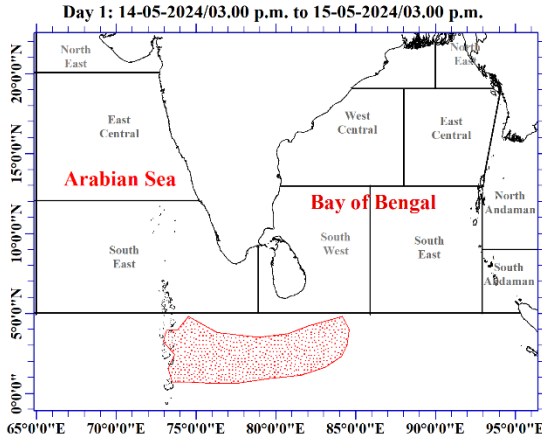 Day 1: 14-05-2024/03.00 p.m. to 15-05-2024/03.00 p.m.
North
East
North
East
20°0'0"N
East
Central
West
Central
East
Central
15°0'0"N
Arabian Sea
Bay of Bengal
North
Andaman
10°0'0"N
South
East
South
West
South
East
South
Andaman
5°0'0"N
0°0'0"
65°0'0"E 70°0'0"E 75°0'0"E 80°0'0"E 85°0'0"E 90°0'0"E 95°0'0"E